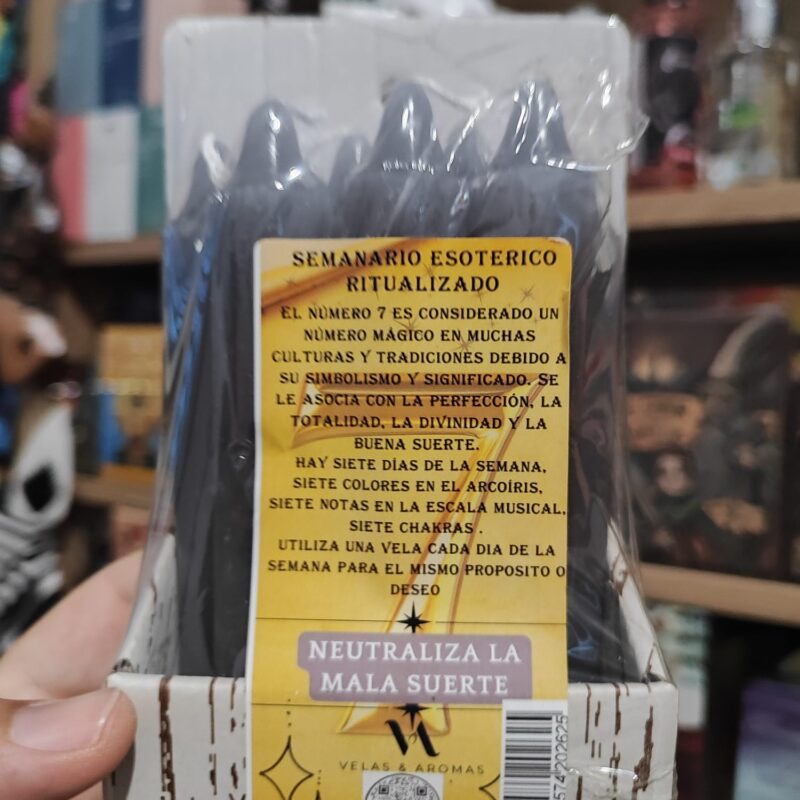 SEMANARIO ESOTERICO
RITUALIZADO
EL NÚMERO 7 ES CONSIDERADO UN
NÚMERO MÁGICO EN MUCHAS
CULTURAS Y TRADICIONES DEBIDO A
SU SIMBOLISMO Y SIGNIFICADO. SE
LE ASOCIA CON LA PERFECCIÓN, LA
TOTALIDAD, LA DIVINIDAD Y LA
BUENA SUERTE.
HAY SIETE DÍAS DE LA SEMANA,
SIETE COLORES EN EL ARCOÍRIS,
SIETE NOTAS EN LA ESCALA MUSICAL,
SIETE CHAKRAS .
UTILIZA UNA VELA CADA DIA DE LA
SEMANA PARA EL MISMO PROPOSITO O
DESEO
NEUTRALIZA LA
MALA SUERTE
VA
VELAS & AROMAS
574202625